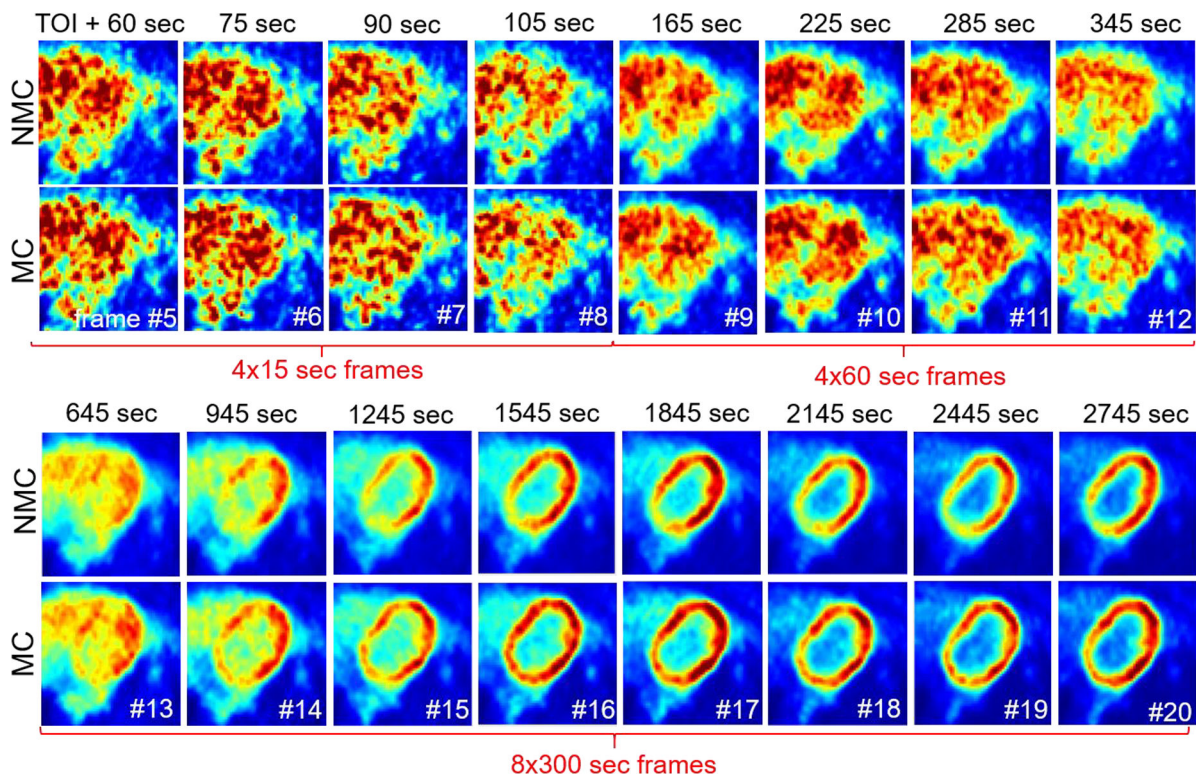 TOI + 60 sec 75 sec 90 sec 105 sec 165 sec 225 sec 285 sec 345 sec
NMC
MC
frame #5 #6 #7 #8 #9 #10 #11 #12
4x15 sec frames 4x60 sec frames
645 sec 945 sec 1245 sec 1545 sec 1845 sec 2145 sec 2445 sec 2745 sec
NMC
MC
#13 #14 #15 #16 #17 #18 #19 #20
8x300 sec frames